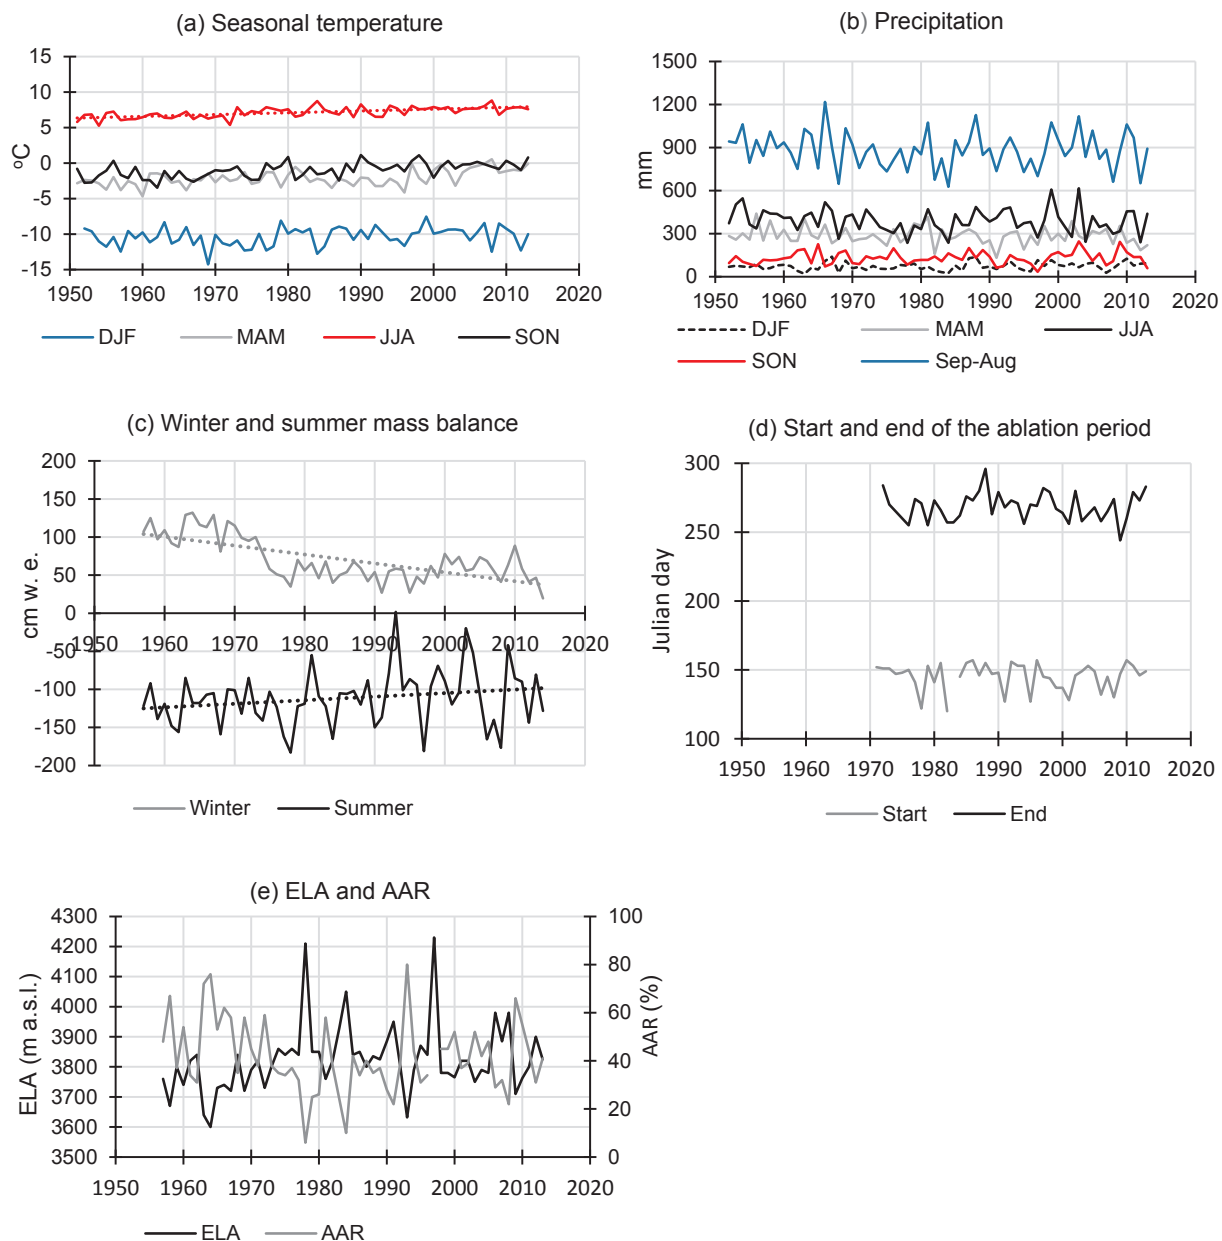 (a) Seasonal temperature
15
10
5
0
-5
-10
-15
ºC
1950 1960 1970 1980 1990 2000 2010 2020
DJF MAM JJA SON
(b) Precipitation
1500
1200
900
600
300
0
mm
1950 1960 1970 1980 1990 2000 2010 2020
DJF MAM JJA
SON Sep-Aug
(c) Winter and summer mass balance
200
150
100
50
0
-50
-100
-150
-200
cm w. e.
1950 1960 1970 1980 1990 2000 2010 2020
Winter Summer
(d) Start and end of the ablation period
300
250
200
150
100
Julian day
1950 1960 1970 1980 1990 2000 2010 2020
Start End
(e) ELA and AAR
4300
4200
4100
4000
3900
3800
3700
3600
3500
ELA (m a.s.l.)
100
80
60
40
20
0
AAR (%)
1950 1960 1970 1980 1990 2000 2010 2020
ELA AAR